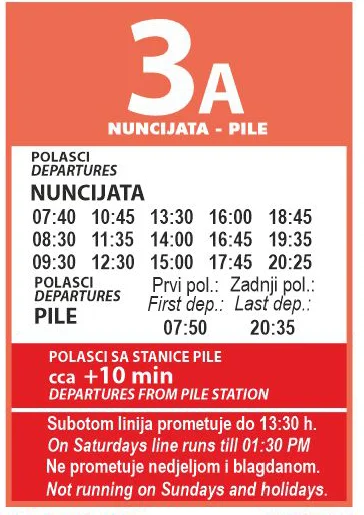 3A
NUNCIJATA - PILE
POLASCI
DEPARTURES
NUNCIJATA
07:40 10:45 13:30 16:00 18:45
08:30 11:35 14:00 16:45 19:35
09:30 12:30 15:00 17:45 20:25
POLASCI
DEPARTURES
PILE
Prvi pol.: Zadnji pol.:
First dep.: Last dep.:
07:50 20:35
POLASCI SA STANICE PILE
cca +10 min
DEPARTURES FROM PILE STATION
Subotom linija prometuje do 13:30 h.
On Saturdays line runs till 01:30 PM
Ne prometuje nedjeljom i blagdanom.
Not running on Sundays and holidays.